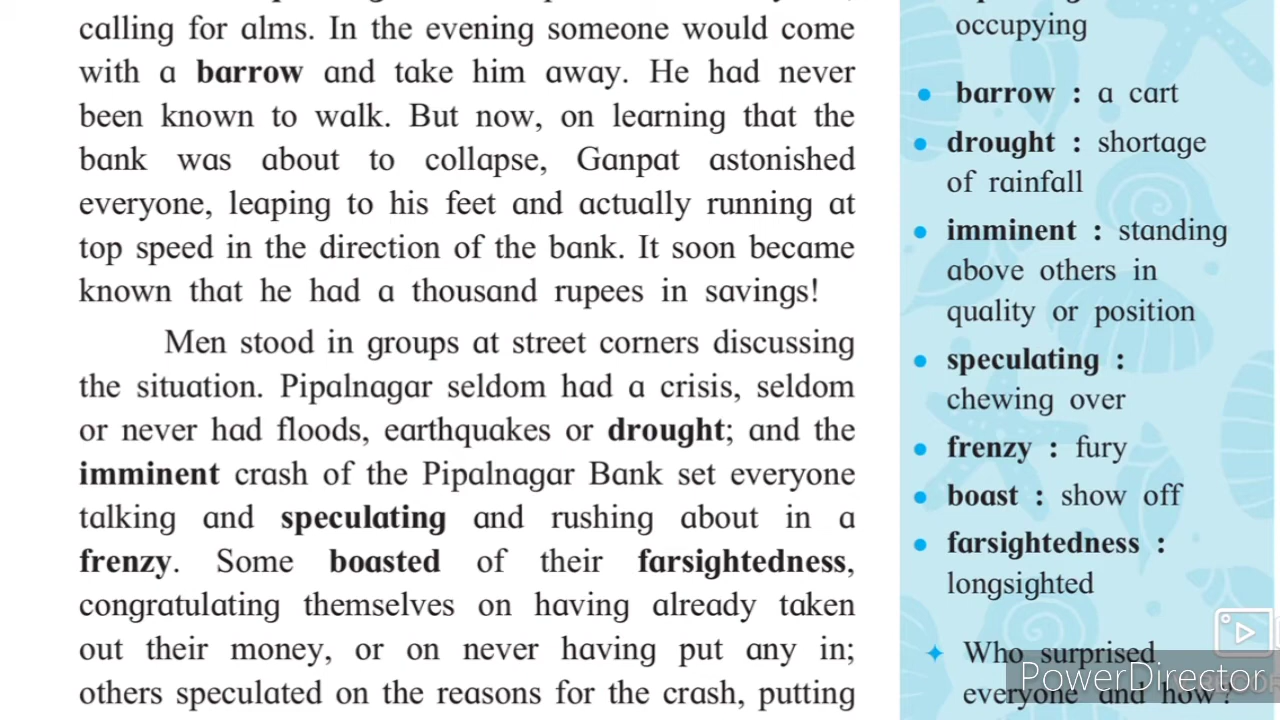 calling for alms. In the evening someone would come
with a barrow and take him away. He had never
been known to walk. But now, on learning that the
bank was about to collapse, Ganpat astonished
everyone, leaping to his feet and actually running at
top speed in the direction of the bank. It soon became
known that he had a thousand rupees in savings!
Men stood in groups at street corners discussing
the situation. Pipalnagar seldom had a crisis, seldom
or never had floods, earthquakes or drought; and the
imminent crash of the Pipalnagar Bank set everyone
talking and speculating and rushing about in a
frenzy. Some boasted of their farsightedness,
congratulating themselves on having already taken
out their money, or on never having put any in;
others speculated on the reasons for the crash, putting
occupying
• barrow : a cart
• drought : shortage
of rainfall
• imminent : standing
above others in
quality or position
• speculating :
chewing over
• frenzy : fury
• boast : show off
• farsightedness :
longsighted
✦ Who surprised
everyone and how?
PowerDirector